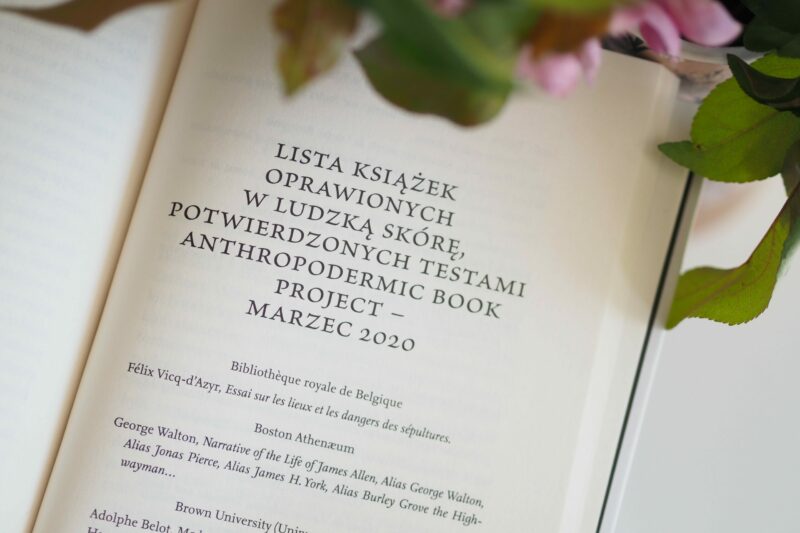 LISTA KSIĄŻEK
OPRAWIONYCH
W LUDZKĄ SKÓRĘ,
POTWIERDZONYCH TESTAMI
ANTHROPODERMIC BOOK
PROJECT –
MARZEC 2020
Bibliothèque royale de Belgique
Félix Vicq-d'Azyr, Essai sur les lieux et les dangers des sépultures.
Boston Athenæum
George Walton, Narrative of the Life of James Allen, Alias George Walton,
Alias Jonas Pierce, Alias James H. York, Alias Burley Grove the High-
wayman…
Brown University
Adolphe Belot,